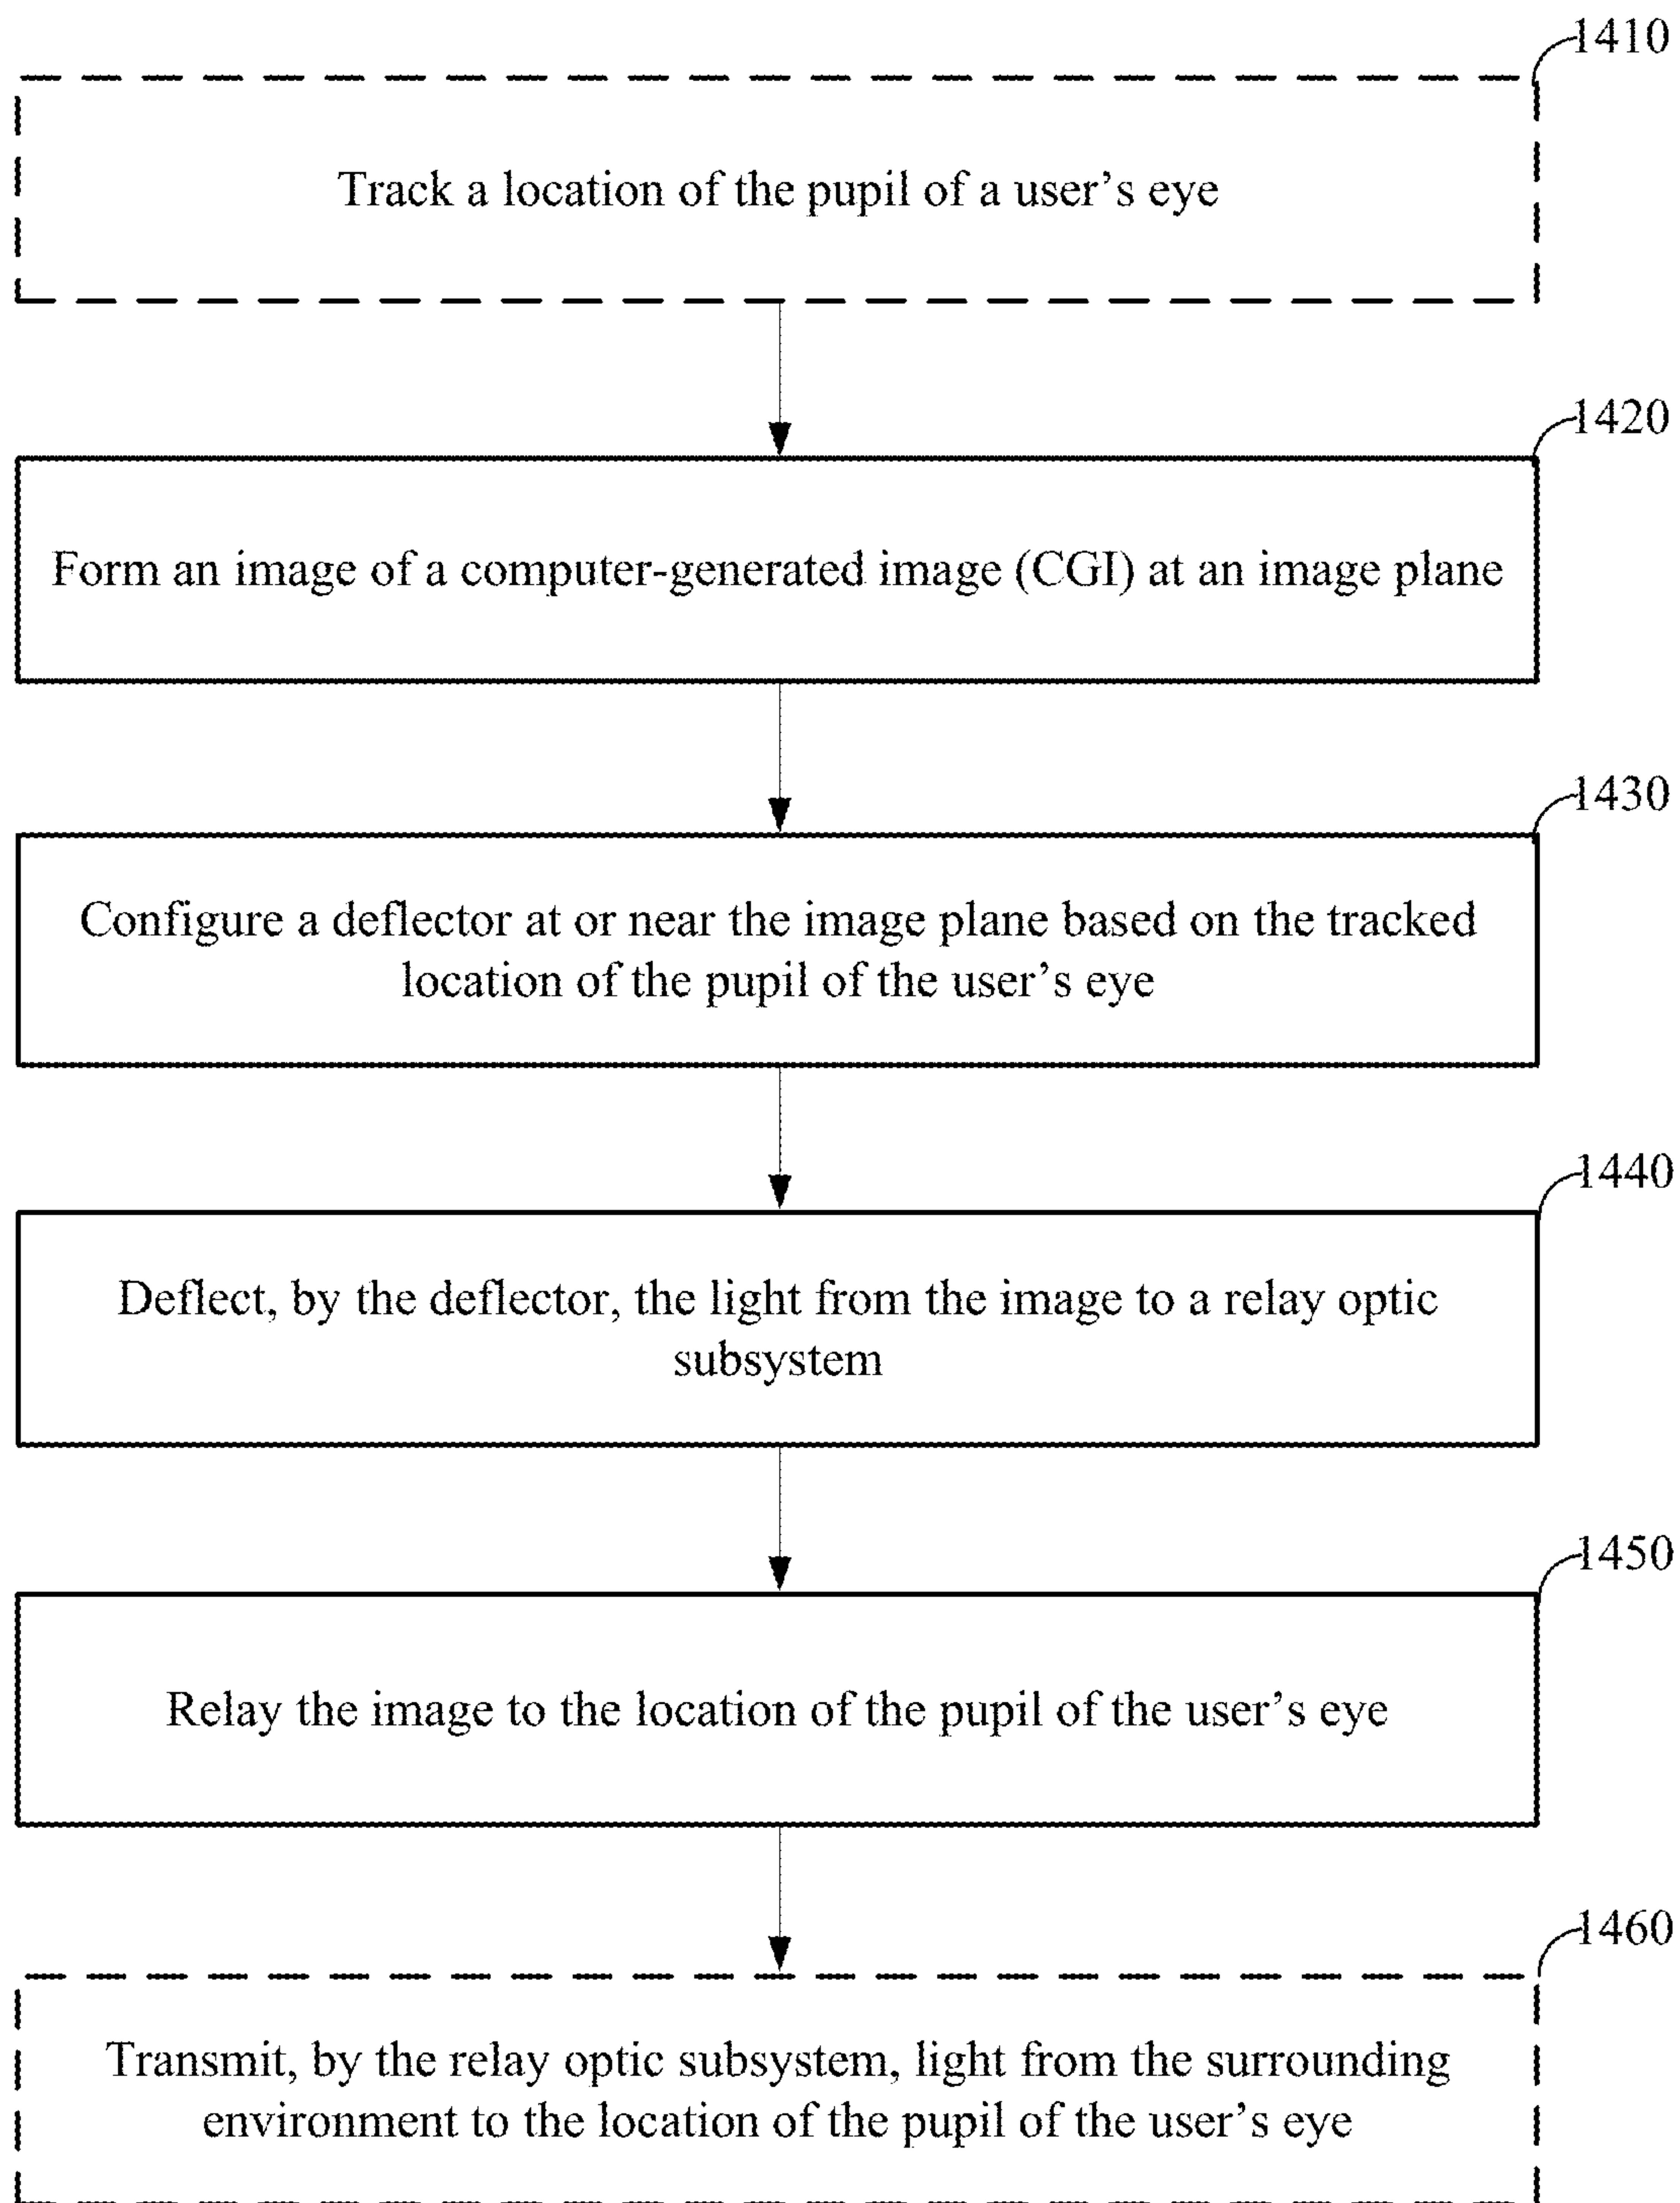 1410
Track a location of the pupil of a user's eye
1420
Form an image of a computer-generated image (CGI) at an image plane
1430
Configure a deflector at or near the image plane based on the tracked
location of the pupil of the user's eye
1440
Deflect, by the deflector, the light from the image to a relay optic
subsystem
1450
Relay the image to the location of the pupil of the user's eye
1460
Transmit, by the relay optic subsystem, light from the surrounding
environment to the location of the pupil of the user's eye